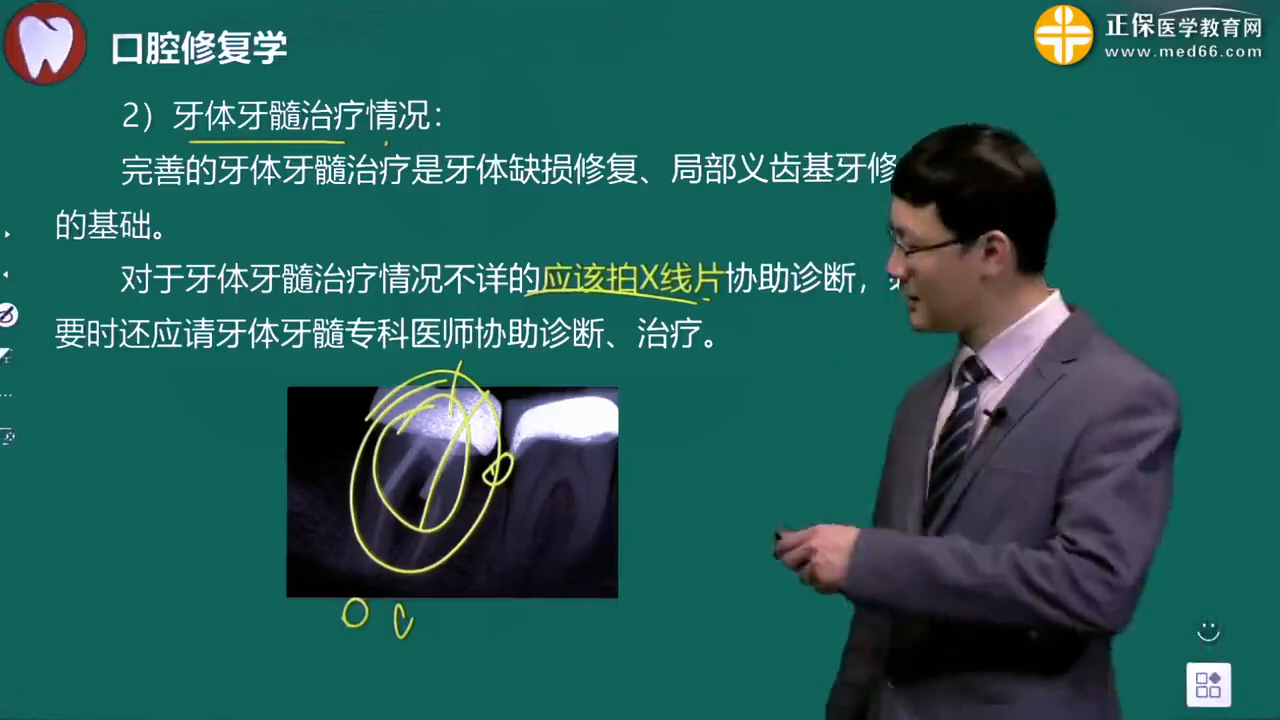 口腔修复学
正保医学教育网
www.med66.com
2）牙体牙髓治疗情况：
完善的牙体牙髓治疗是牙体缺损修复、局部义齿基牙修
的基础。
对于牙体牙髓治疗情况不详的应该拍X线片协助诊断，
要时还应请牙体牙髓专科医师协助诊断、治疗。